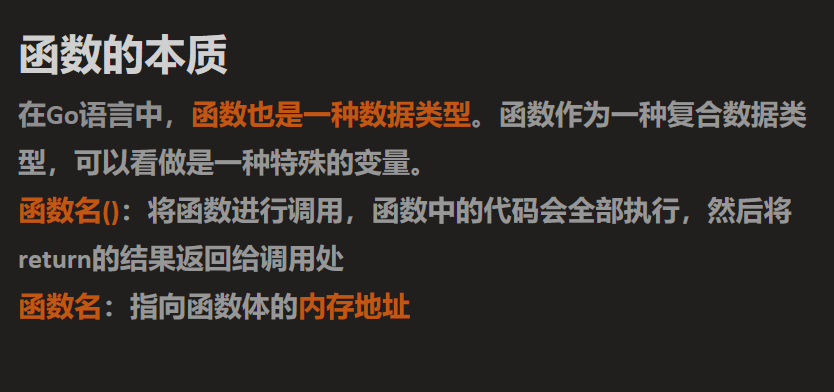 函数的本质
在Go语言中，函数也是一种数据类型。函数作为一种复合数据类
型，可以看做是一种特殊的变量。
函数名()：将函数进行调用，函数中的代码会全部执行，然后将
return的结果返回给调用处
函数名：指向函数体的内存地址